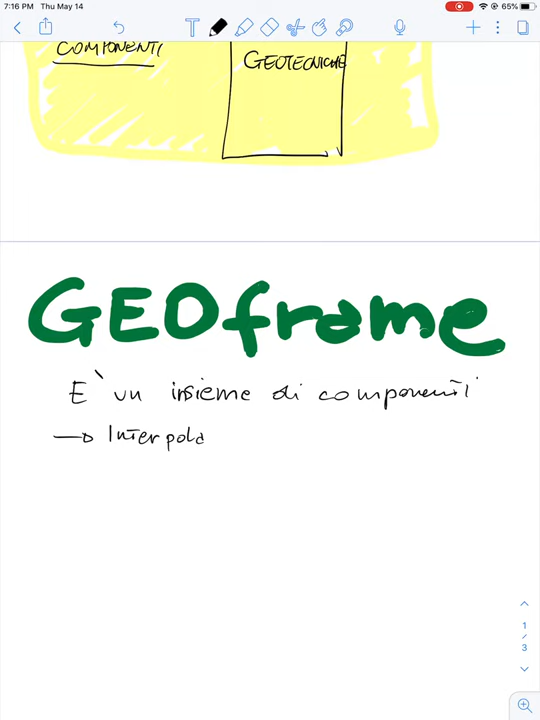 7:16 PM Thu May 14
65%
COMPONENTI
GEOTECNICHE
GEOframe
E' un insieme di componenti
→ Interpola
1
/
3